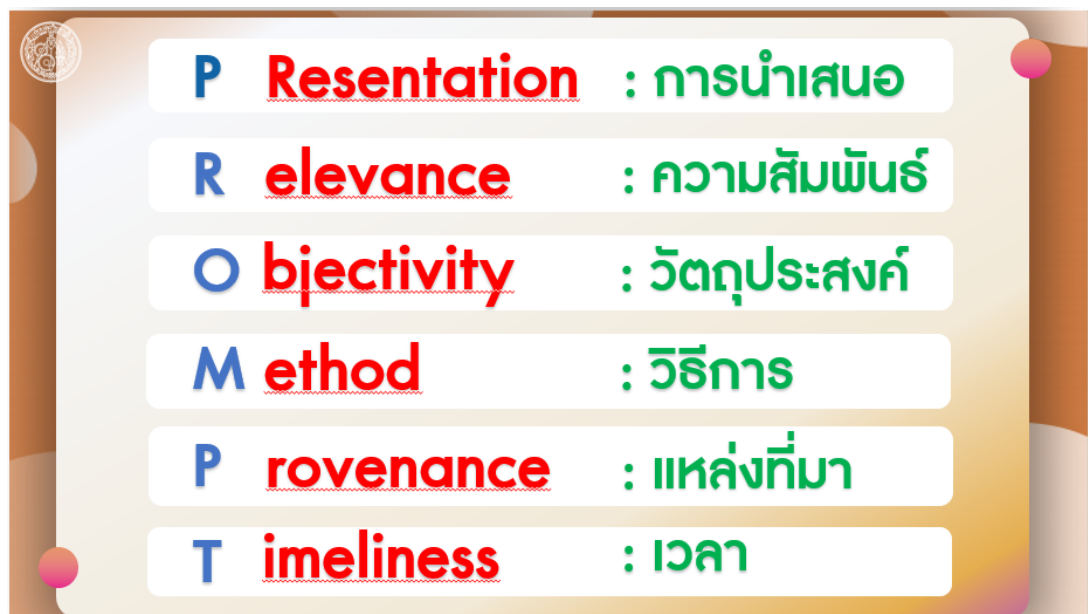 P Resentation : การนำเสนอ
R elevance : ความสัมพันธ์
O bjectivity : วัตถุประสงค์
M ethod : วิธีการ
P rovenance : แหล่งที่มา
T imeliness : เวลา